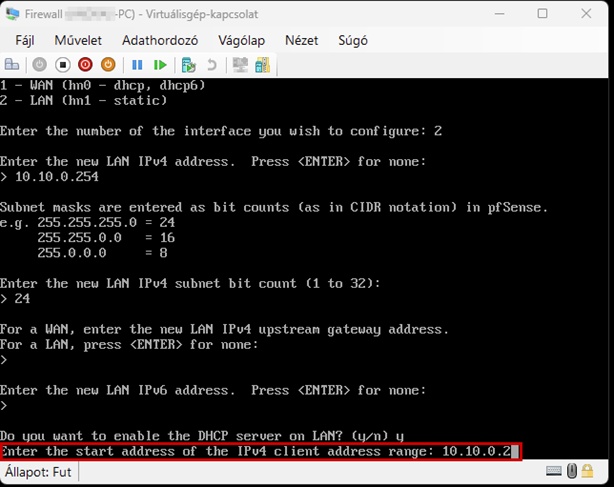 Firewall -PC) - Virtuálisgép-kapcsolat
Fájl Művelet Adathordozó Vágólap Nézet Súgó
1 - WAN (hn0 - dhcp, dhcp6)
2 - LAN (hn1 - static)
Enter the number of the interface you wish to configure: 2
Enter the new LAN IPv4 address.  Press <ENTER> for none:
> 10.10.0.254
Subnet masks are entered as bit counts (as in CIDR notation) in pfSense.
e.g. 255.255.255.0 = 24
255.255.0.0   = 16
255.0.0.0     = 8
Enter the new LAN IPv4 subnet bit count (1 to 32):
> 24
For a WAN, enter the new LAN IPv4 upstream gateway address.
For a LAN, press <ENTER> for none:
>
Enter the new LAN IPv6 address.  Press <ENTER> for none:
>
Do you want to enable the DHCP server on LAN? (y/n) y
Enter the start address of the IPv4 client address range: 10.10.0.2
Állapot: Fut